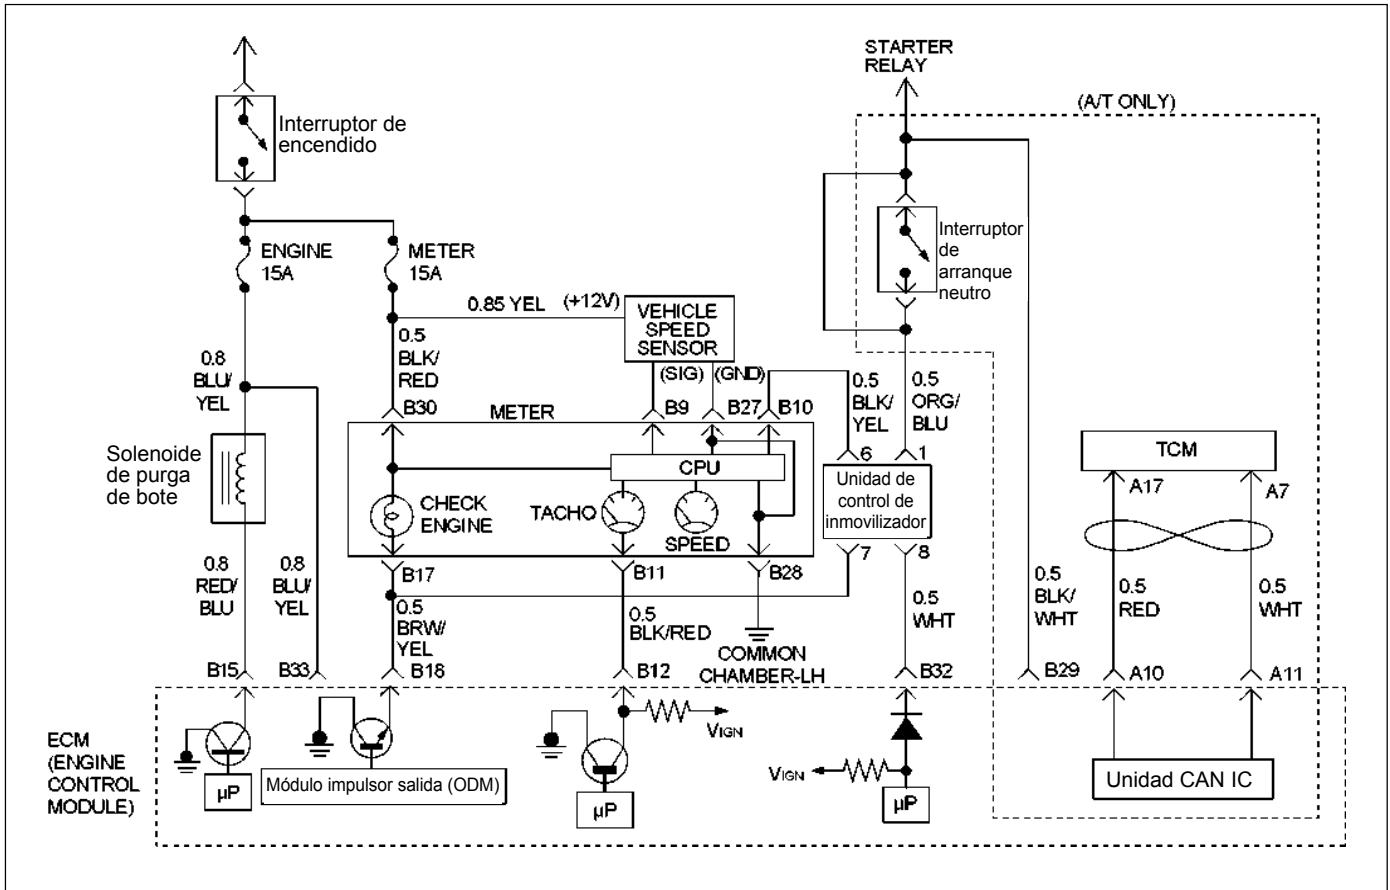 STARTER
RELAY
(A/T ONLY)
Interruptor de
encendido
ENGINE
15A
METER
15A
Interruptor
de
arranque
neutro
0.85 YEL
(+12V)
VEHICLE
SPEED
SENSOR
0.5
BLK/
RED
0.8
BLU/
YEL
(SIG)
(GND)
0.5
BLK/
YEL
0.5
ORG/
BLU
B30
METER
B9
B27
B10
Solenoide
de purga
de bote
CPU
6
1
TCM
Unidad de
control de
inmovilizador
A17
A7
CHECK
ENGINE
TACHO
SPEED
7
8
B17
B11
B28
0.8
RED/
BLU
0.8
BLU/
YEL
0.5
BRW/
YEL
0.5
BLK/RED
0.5
WHT
0.5
BLK/
WHT
0.5
RED
0.5
WHT
COMMON
CHAMBER-LH
B15
B33
B18
B12
B32
B29
A10
A11
VIGN
ECM
(ENGINE
CONTROL
MODULE)
µP
Módulo impulsor salida (ODM)
µP
VIGN
µP
Unidad CAN IC